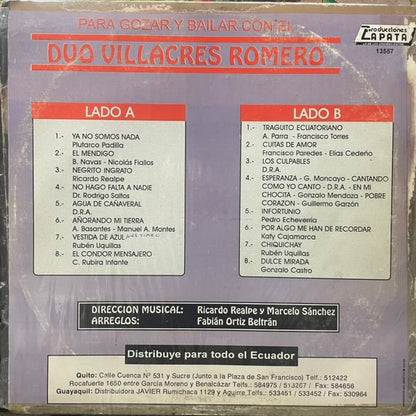 PARA GOZAR Y BAILAR CON EL
DUO VILLACRES ROMERO
Producciones
ZAPATA
13557
LADO A
1.- YA NO SOMOS NADA
Plutarco Padilla
2.- EL MENDIGO
B. Navas - Nicolás Fiallos
3.- NEGRITO INGRATO
Ricardo Realpe
4.- NO HAGO FALTA A NADIE
Dr. Rodrigo Saltos
5.- AGUA DE CAÑAVERAL
D.R.A.
6.- AÑORANDO MI TIERRA
A. Basantes - Manuel A. Montes
7.- VESTIDA DE AZUL
Rubén Uquillas
8.- EL CONDOR MENSAJERO
C. Rubira Infante
LADO B
1.- TRAGUITO ECUATORIANO
A. Parra - Francisco Torres
2.- CUITAS DE AMOR
Francisco Paredes - Elías Cedeño
3.- LOS CULPABLES
D.R.A.
4.- ESPERANZA - G. Moncayo - CANTANDO
COMO YO CANTO - D.R.A. - EN MI
CHOCITA - Gonzalo Mendoza - POBRE
CORAZON - Guillermo Garzón
5.- INFORTUNIO
Pedro Echeverría
6.- POR ALGO ME HAN DE RECORDAR
Katy Cajamarca
7.- CHIQUICHAY
Rubén Uquillas
8.- DULCE MIRADA
Gonzalo Castro
DIRECCION MUSICAL: Ricardo Realpe y Marcelo Sánchez
ARREGLOS: Fabián Ortiz Beltrán
Distribuye para todo el Ecuador
Quito: Calle Cuenca Nº 531 y Sucre (Junto a la Plaza de San Francisco) Telf.: 512422
Rocafuerte 1650 entre García Moreno y Benalcázar Telf.: 584975 / 513267 / Fax: 584656
Guayaquil: Distribuidora JAVIER Rumichaca 1129 y Aguirre Telf.: 533451 / 533452 / Fax: 530964